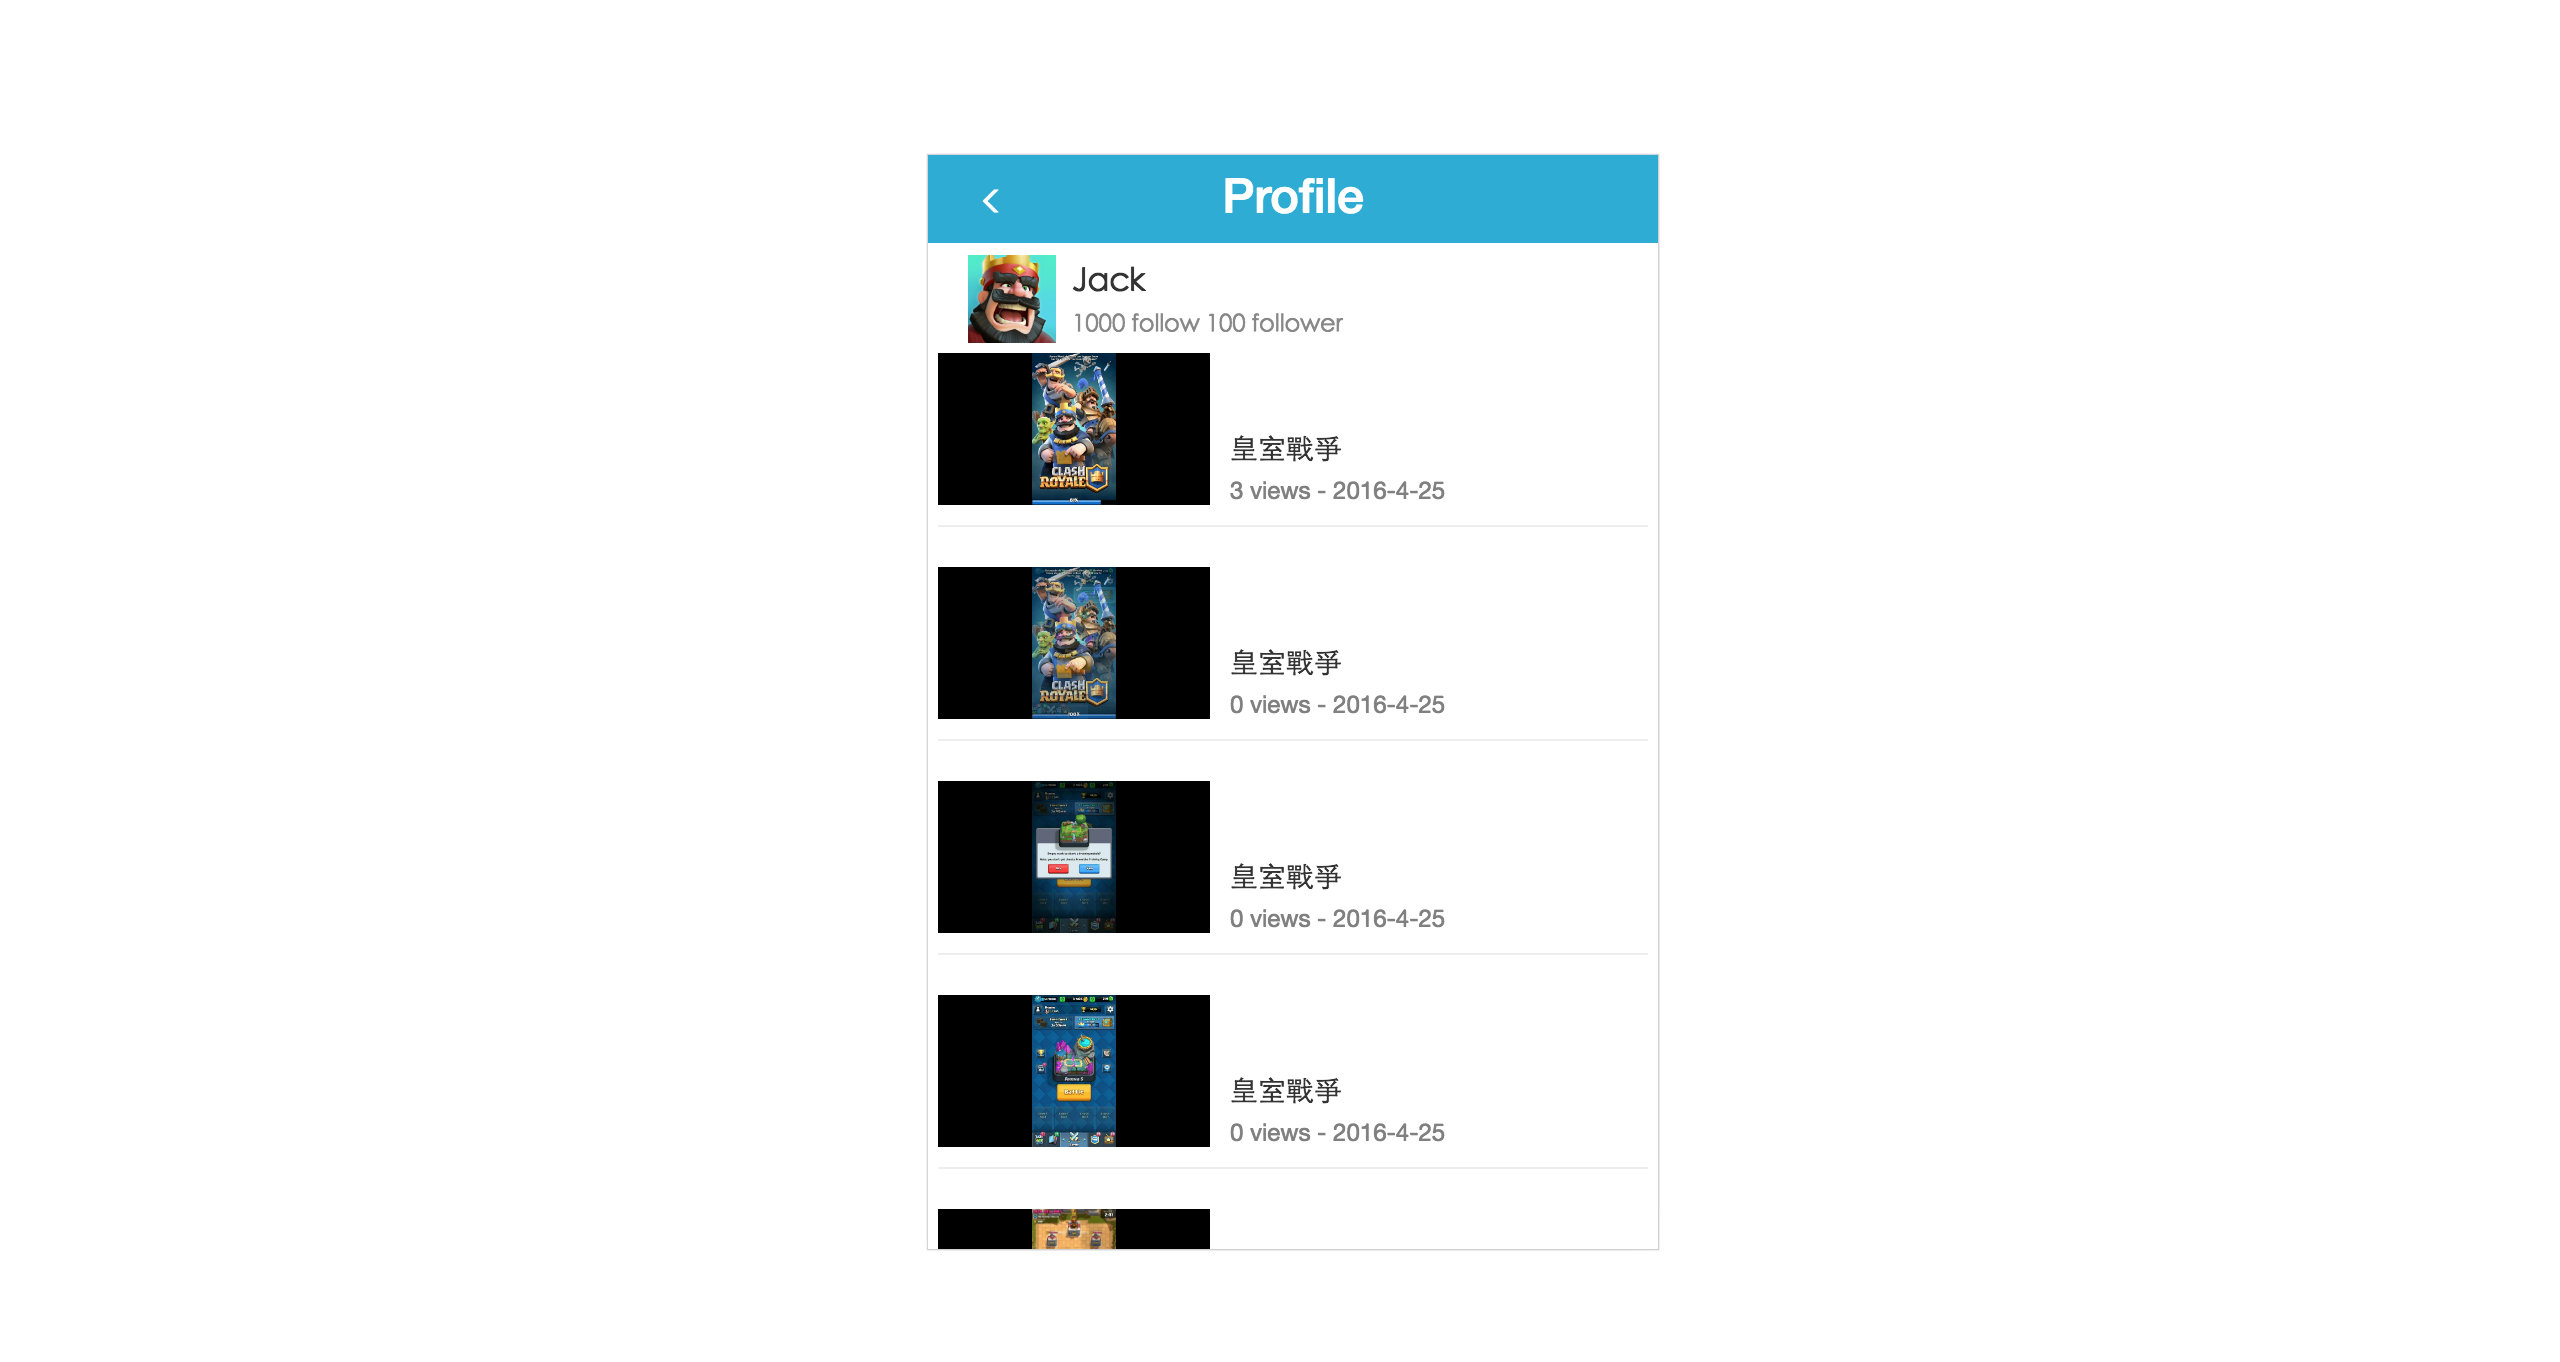 Profile
Jack
1000 follow 100 follower
CLASH
ROYALE
皇室戰爭
3 views - 2016-4-25
CLASH
ROYALE
皇室戰爭
0 views - 2016-4-25
皇室戰爭
0 views - 2016-4-25
Battle
皇室戰爭
0 views - 2016-4-25